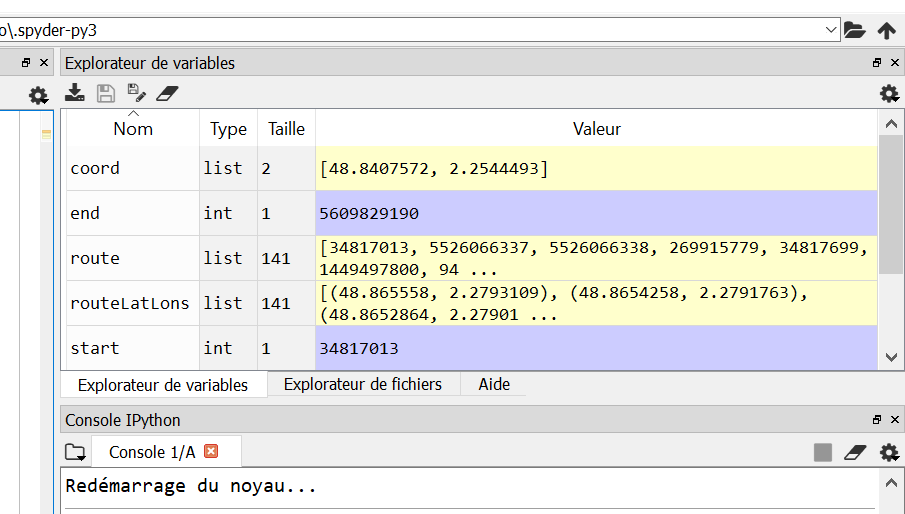 o\.spyder-py3
Explorateur de variables
Nom Type Taille Valeur
coord list 2 [48.8407572, 2.2544493]
end int 1 5609829190
route list 141 [34817013, 5526066337, 5526066338, 269915779, 34817699,
1449497800, 94 ...
routeLatLons list 141 [(48.865558, 2.2793109), (48.8654258, 2.2791763),
(48.8652864, 2.27901 ...
start int 1 34817013
Explorateur de variables Explorateur de fichiers Aide
Console IPython
Console 1/A
Redémarrage du noyau...